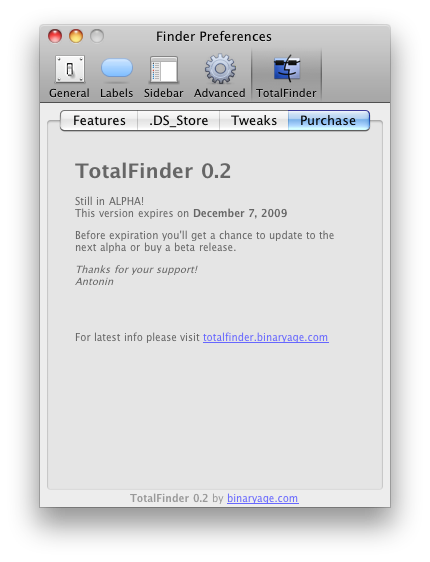 Finder Preferences
General Labels Sidebar Advanced TotalFinder
Features .DS_Store Tweaks Purchase
TotalFinder 0.2
Still in ALPHA!
This version expires on December 7, 2009
Before expiration you'll get a chance to update to the
next alpha or buy a beta release.
Thanks for your support!
Antonin
For latest info please visit totalfinder.binaryage.com
TotalFinder 0.2 by binaryage.com